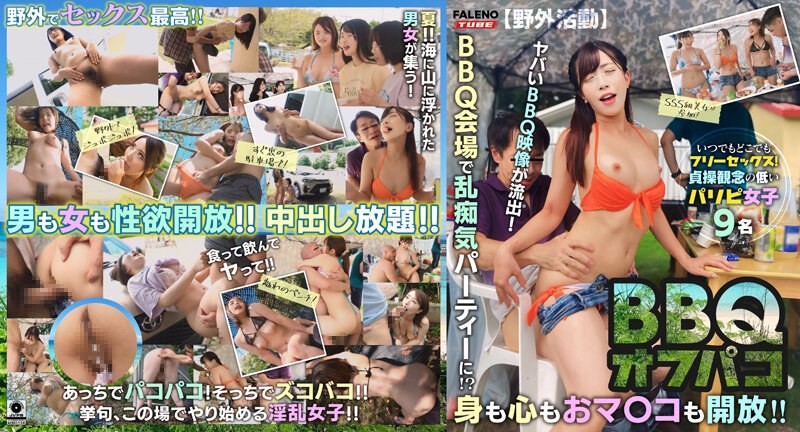 野外でセックス最高!!
夏!!海に山に浮かれた
男女が集う!
すぐ裏の
駐車場で!
男も女も性欲開放!! 中出し放題!!
食って飲んで
ヤって!!
あっちでパコパコ!そっちでズコバコ!!
挙句、この場でやり始める淫乱女子!!
FALENO
TUBE
【野外活動】
ヤバいBBQ映像が流出!
BBQ会場で乱痴気パーティーに!?
いつでもどこでも、
フリーセックス!
貞操観念の低い
パリピ女子
9名
BBQ
オフパコ
身も心もおマ〇コも開放!!